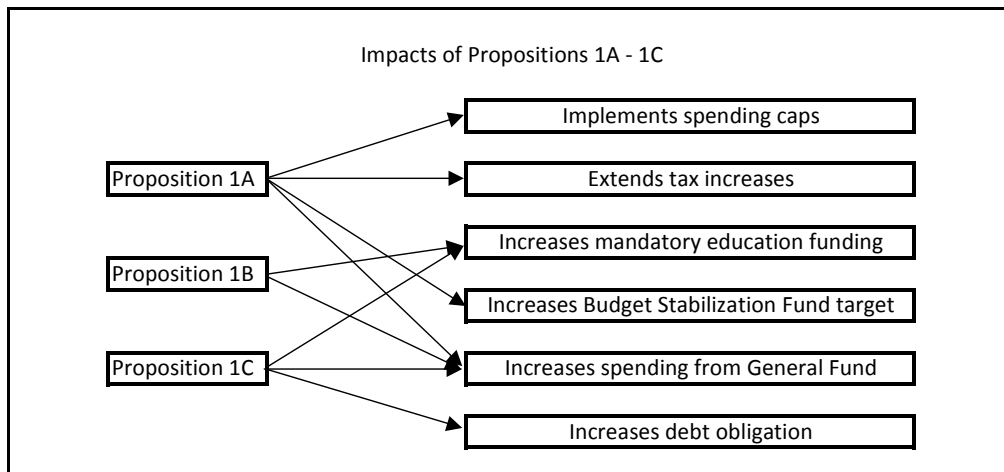 Impacts of Propositions 1A - 1C
Implements spending caps
Proposition 1A
Extends tax increases
Increases mandatory education funding
Proposition 1B
Increases Budget Stabilization Fund target
Proposition 1C
Increases spending from General Fund
Increases debt obligation